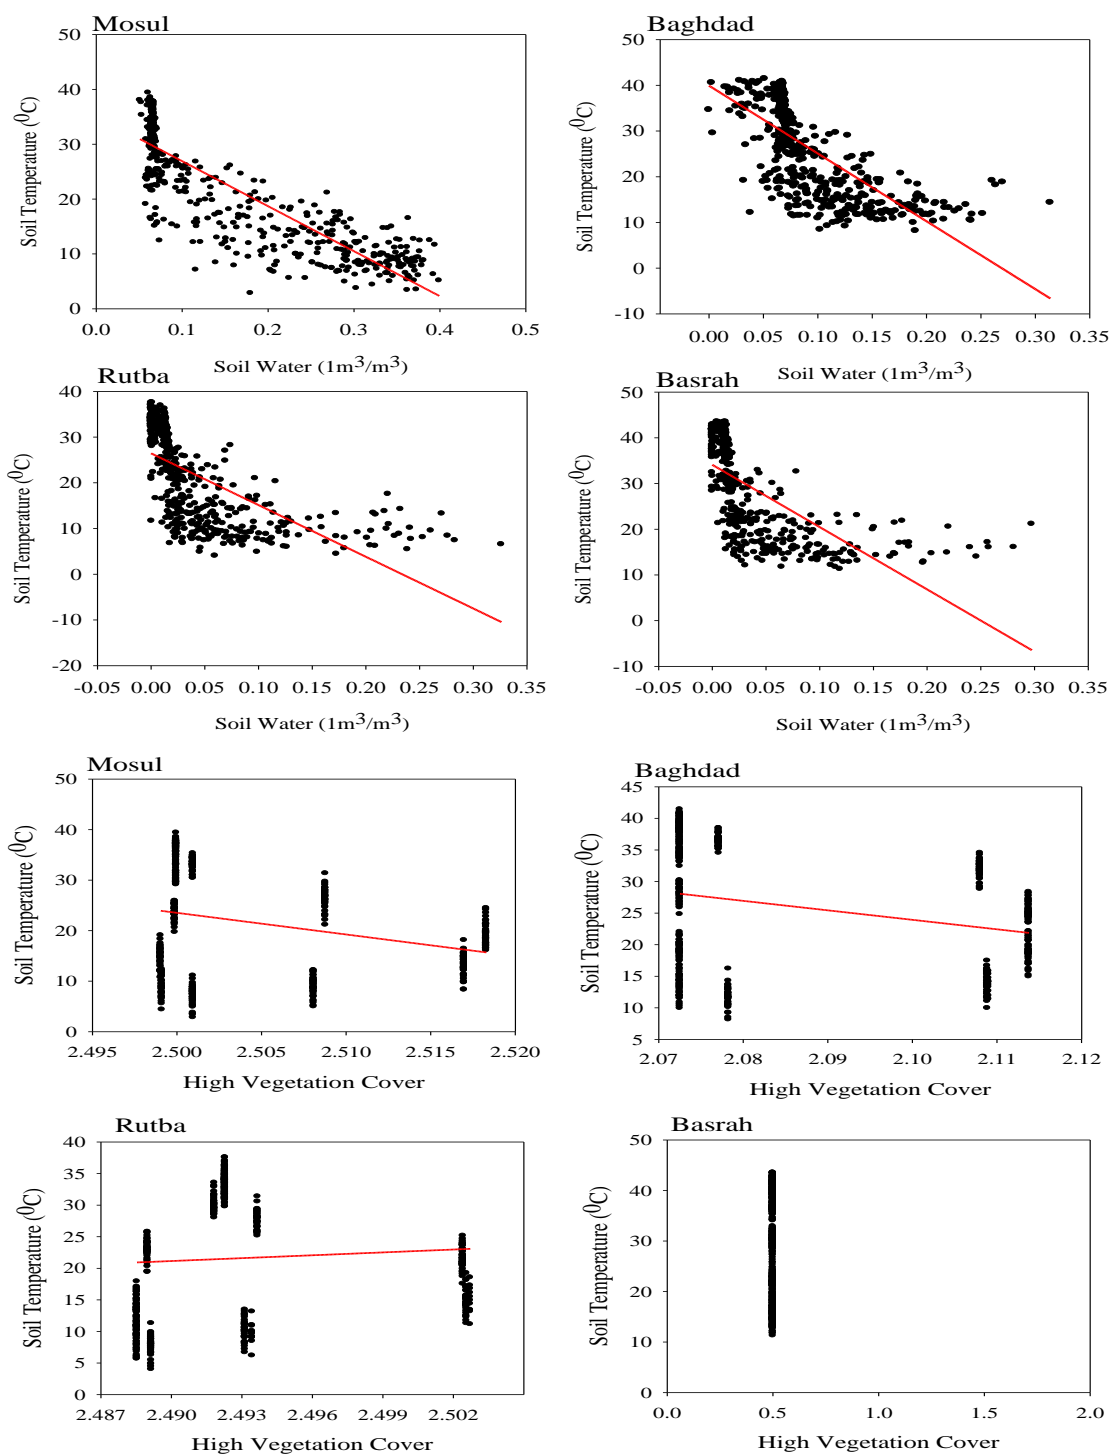 Mosul
Soil Temperature (⁰C)
50
40
30
20
10
0
0.0 0.1 0.2 0.3 0.4 0.5
Soil Water (1m³/m³)
Baghdad
Soil Temperature (⁰C)
50
40
30
20
10
0
-10
0.00 0.05 0.10 0.15 0.20 0.25 0.30 0.35
Soil Water (1m³/m³)
Rutba
Soil Temperature (⁰C)
40
30
20
10
0
-10
-20
-0.05 0.00 0.05 0.10 0.15 0.20 0.25 0.30 0.35
Soil Water (1m³/m³)
Basrah
Soil Temperature (⁰C)
50
40
30
20
10
0
-10
-0.05 0.00 0.05 0.10 0.15 0.20 0.25 0.30 0.35
Soil Water (1m³/m³)
Mosul
Soil Temperature (⁰C)
50
40
30
20
10
0
2.495 2.500 2.505 2.510 2.515 2.520
High Vegetation Cover
Baghdad
Soil Temperature (⁰C)
45
40
35
30
25
20
15
10
5
2.07 2.08 2.09 2.10 2.11 2.12
High Vegetation Cover
Rutba
Soil Temperature (⁰C)
40
35
30
25
20
15
10
5
0
2.487 2.490 2.493 2.496 2.499 2.502
High Vegetation Cover
Basrah
Soil Temperature (⁰C)
50
40
30
20
10
0
0.0 0.5 1.0 1.5 2.0
High Vegetation Cover